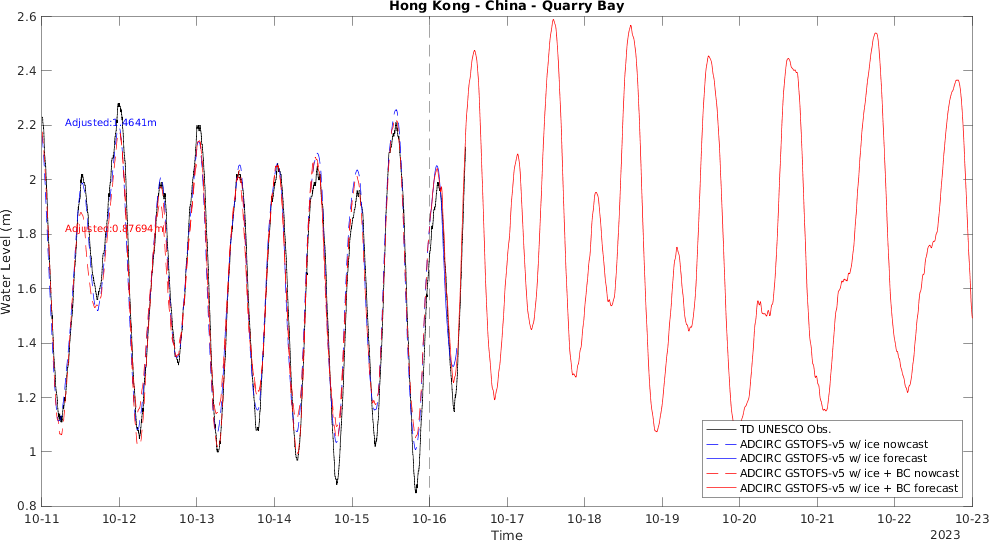 Hong Kong - China - Quarry Bay
Water Level (m)
2.6
2.4
2.2
2
1.8
1.6
1.4
1.2
1
0.8
Adjusted:1.4641m
Adjusted:0.87694m
TD UNESCO Obs.
ADCIRC GSTOFS-v5 w/ ice nowcast
ADCIRC GSTOFS-v5 w/ ice forecast
ADCIRC GSTOFS-v5 w/ ice + BC nowcast
ADCIRC GSTOFS-v5 w/ ice + BC forecast
10-11 10-12 10-13 10-14 10-15 10-16 10-17 10-18 10-19 10-20 10-21 10-22 10-23
Time
2023